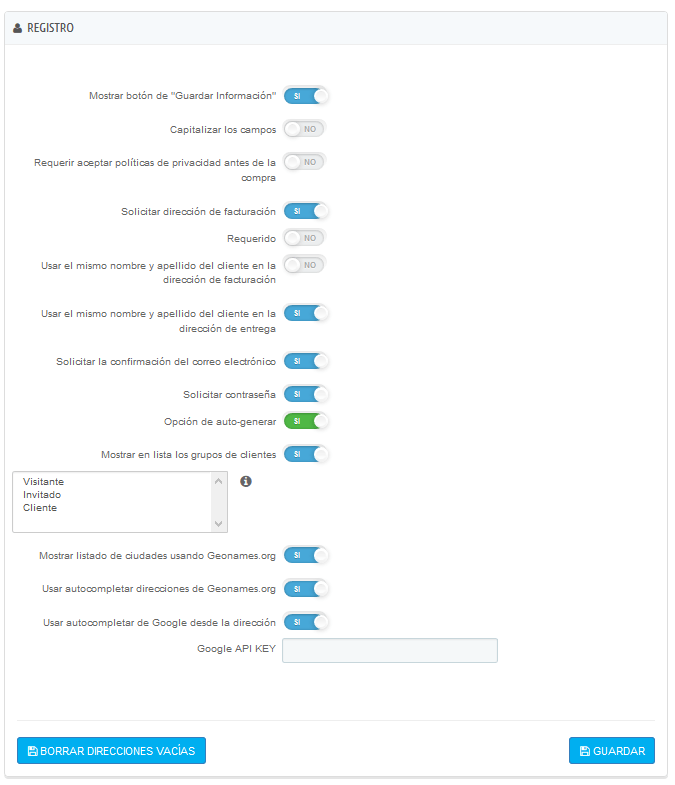 REGISTRO
Mostrar botón de "Guardar Información" SI
Capitalizar los campos NO
Requerir aceptar políticas de privacidad antes de la NO
compra
Solicitar dirección de facturación SI
Requerido NO
Usar el mismo nombre y apellido del cliente en la NO
dirección de facturación
Usar el mismo nombre y apellido del cliente en la SI
dirección de entrega
Solicitar la confirmación del correo electrónico SI
Solicitar contraseña SI
Opción de auto-generar SI
Mostrar en lista los grupos de clientes SI
Visitante
Invitado
Cliente
Mostrar listado de ciudades usando Geonames.org SI
Usar autocompletar direcciones de Geonames.org SI
Usar autocompletar de Google desde la dirección SI
Google API KEY
BORRAR DIRECCIONES VACÍAS GUARDAR